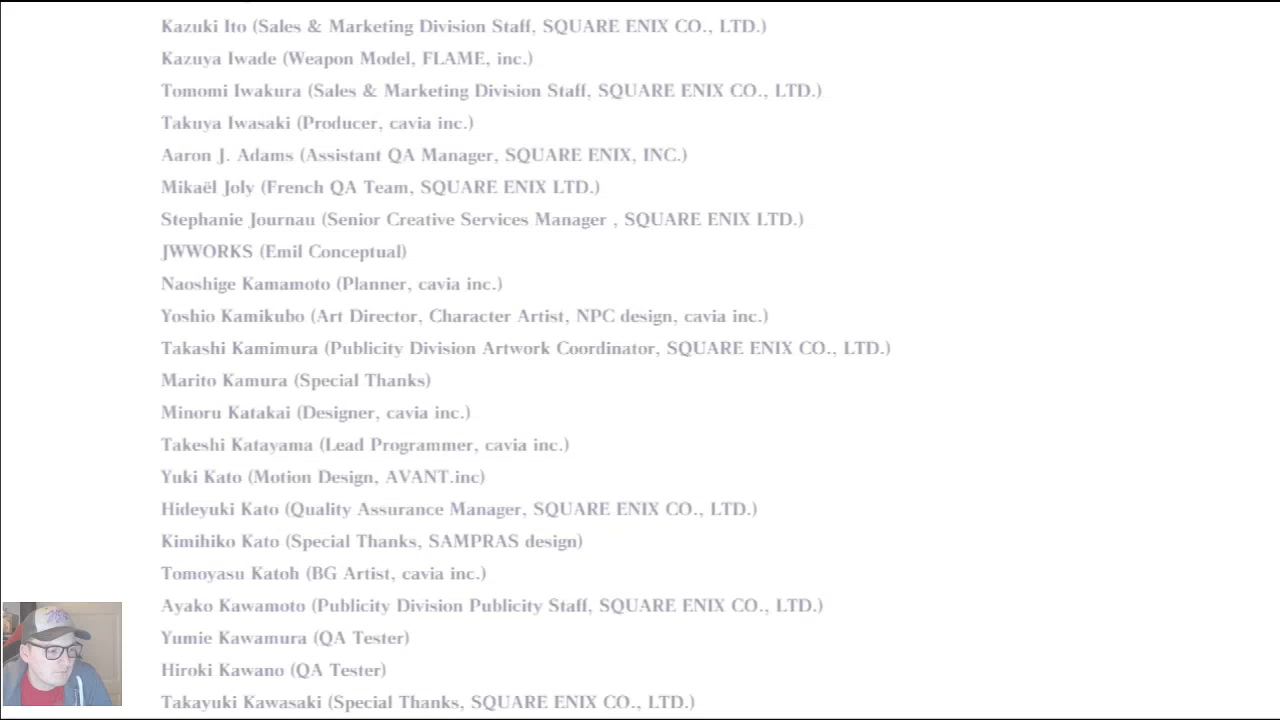 Kazuki Ito (Sales & Marketing Division Staff, SQUARE ENIX CO., LTD.)
Kazuya Iwade (Weapon Model, FLAME, inc.)
Tomomi Iwakura (Sales & Marketing Division Staff, SQUARE ENIX CO., LTD.)
Takuya Iwasaki (Producer, cavia inc.)
Aaron J. Adams (Assistant QA Manager, SQUARE ENIX, INC.)
Mikaël Joly (French QA Team, SQUARE ENIX LTD.)
Stephanie Journau (Senior Creative Services Manager , SQUARE ENIX LTD.)
JWWORKS (Emil Conceptual)
Naoshige Kamamoto (Planner, cavia inc.)
Yoshio Kamikubo (Art Director, Character Artist, NPC design, cavia inc.)
Takashi Kamimura (Publicity Division Artwork Coordinator, SQUARE ENIX CO., LTD.)
Marito Kamura (Special Thanks)
Minoru Katakai (Designer, cavia inc.)
Takeshi Katayama (Lead Programmer, cavia inc.)
Yuki Kato (Motion Design, AVANT.inc)
Hideyuki Kato (Quality Assurance Manager, SQUARE ENIX CO., LTD.)
Kimihiko Kato (Special Thanks, SAMPRAS design)
Tomoyasu Katoh (BG Artist, cavia inc.)
Ayako Kawamoto (Publicity Division Publicity Staff, SQUARE ENIX CO., LTD.)
Yumie Kawamura (QA Tester)
Hiroki Kawano (QA Tester)
Takayuki Kawasaki (Special Thanks, SQUARE ENIX CO., LTD.)